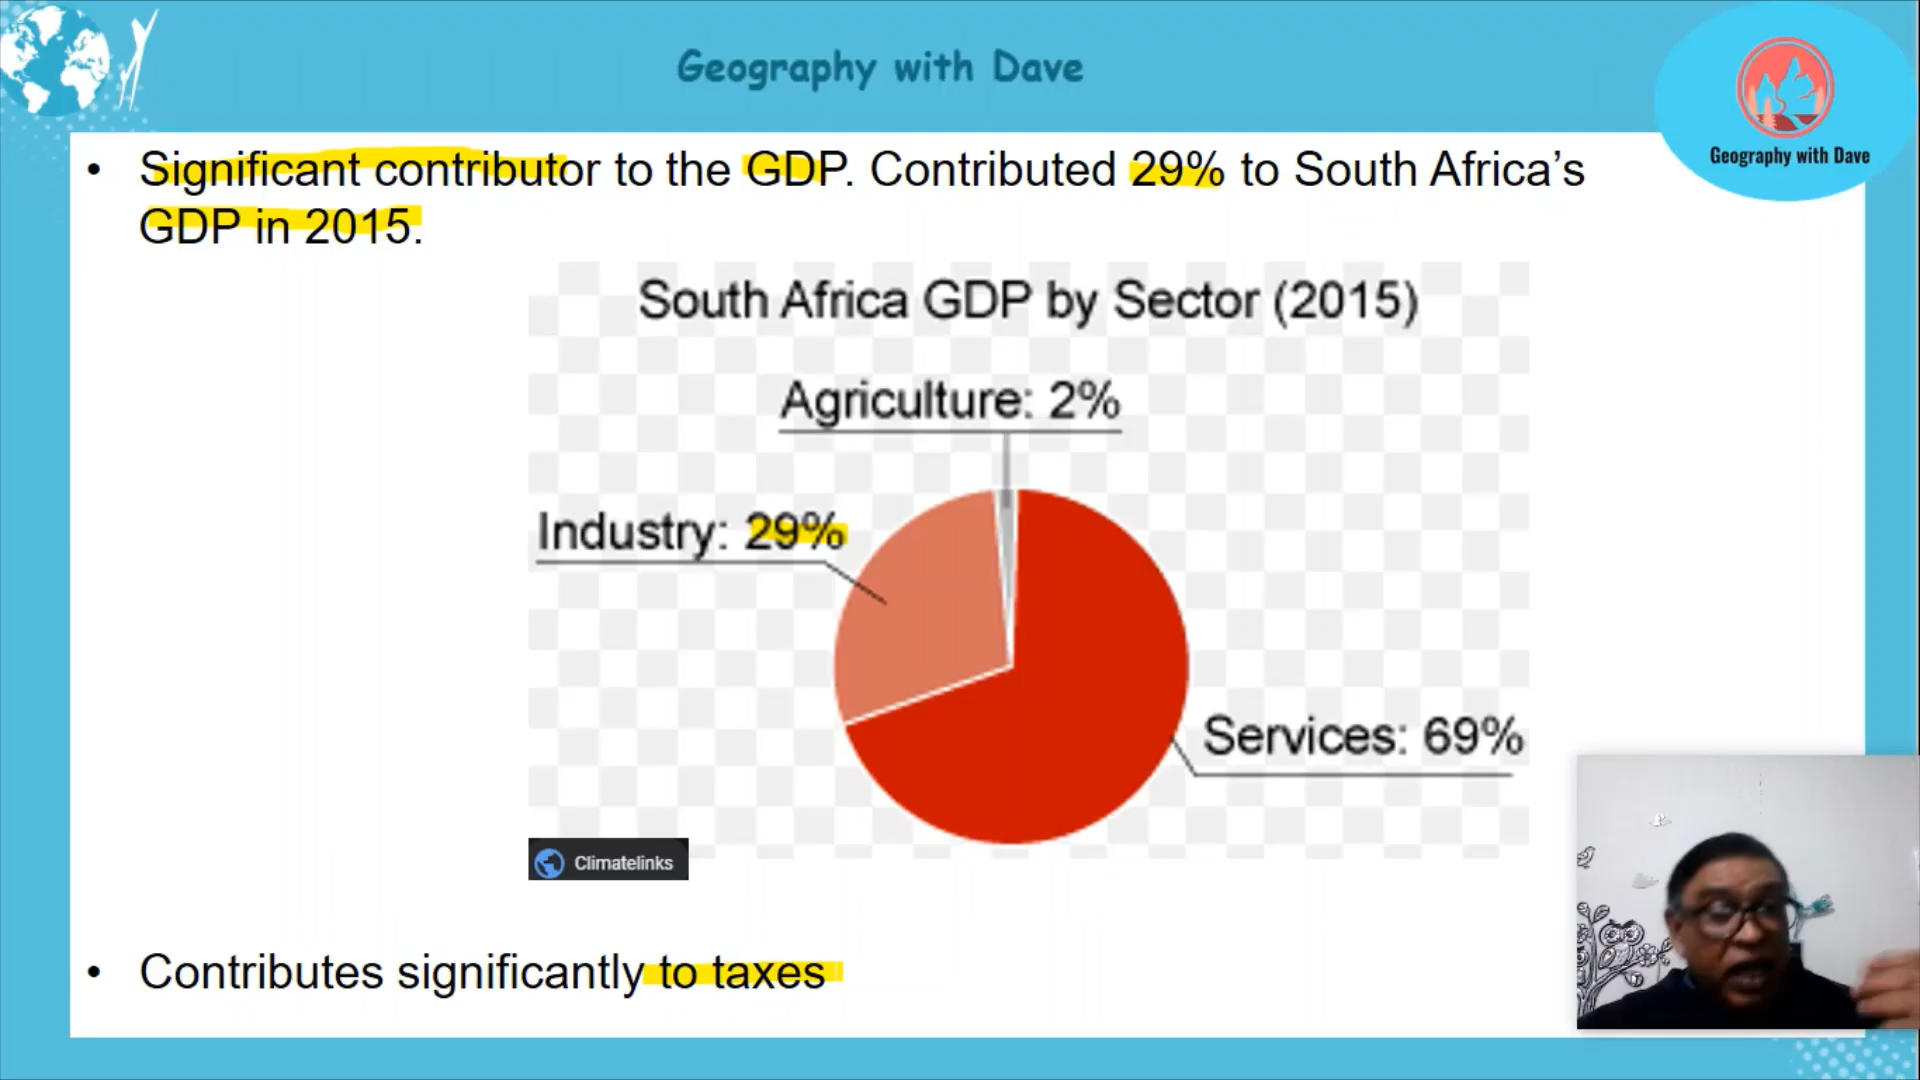 Geography with Dave
Geography with Dave
• Significant contributor to the GDP. Contributed 29% to South Africa's
GDP in 2015.
South Africa GDP by Sector (2015)
Agriculture: 2%
Industry: 29%
Services: 69%
Climatelinks
• Contributes significantly to taxes